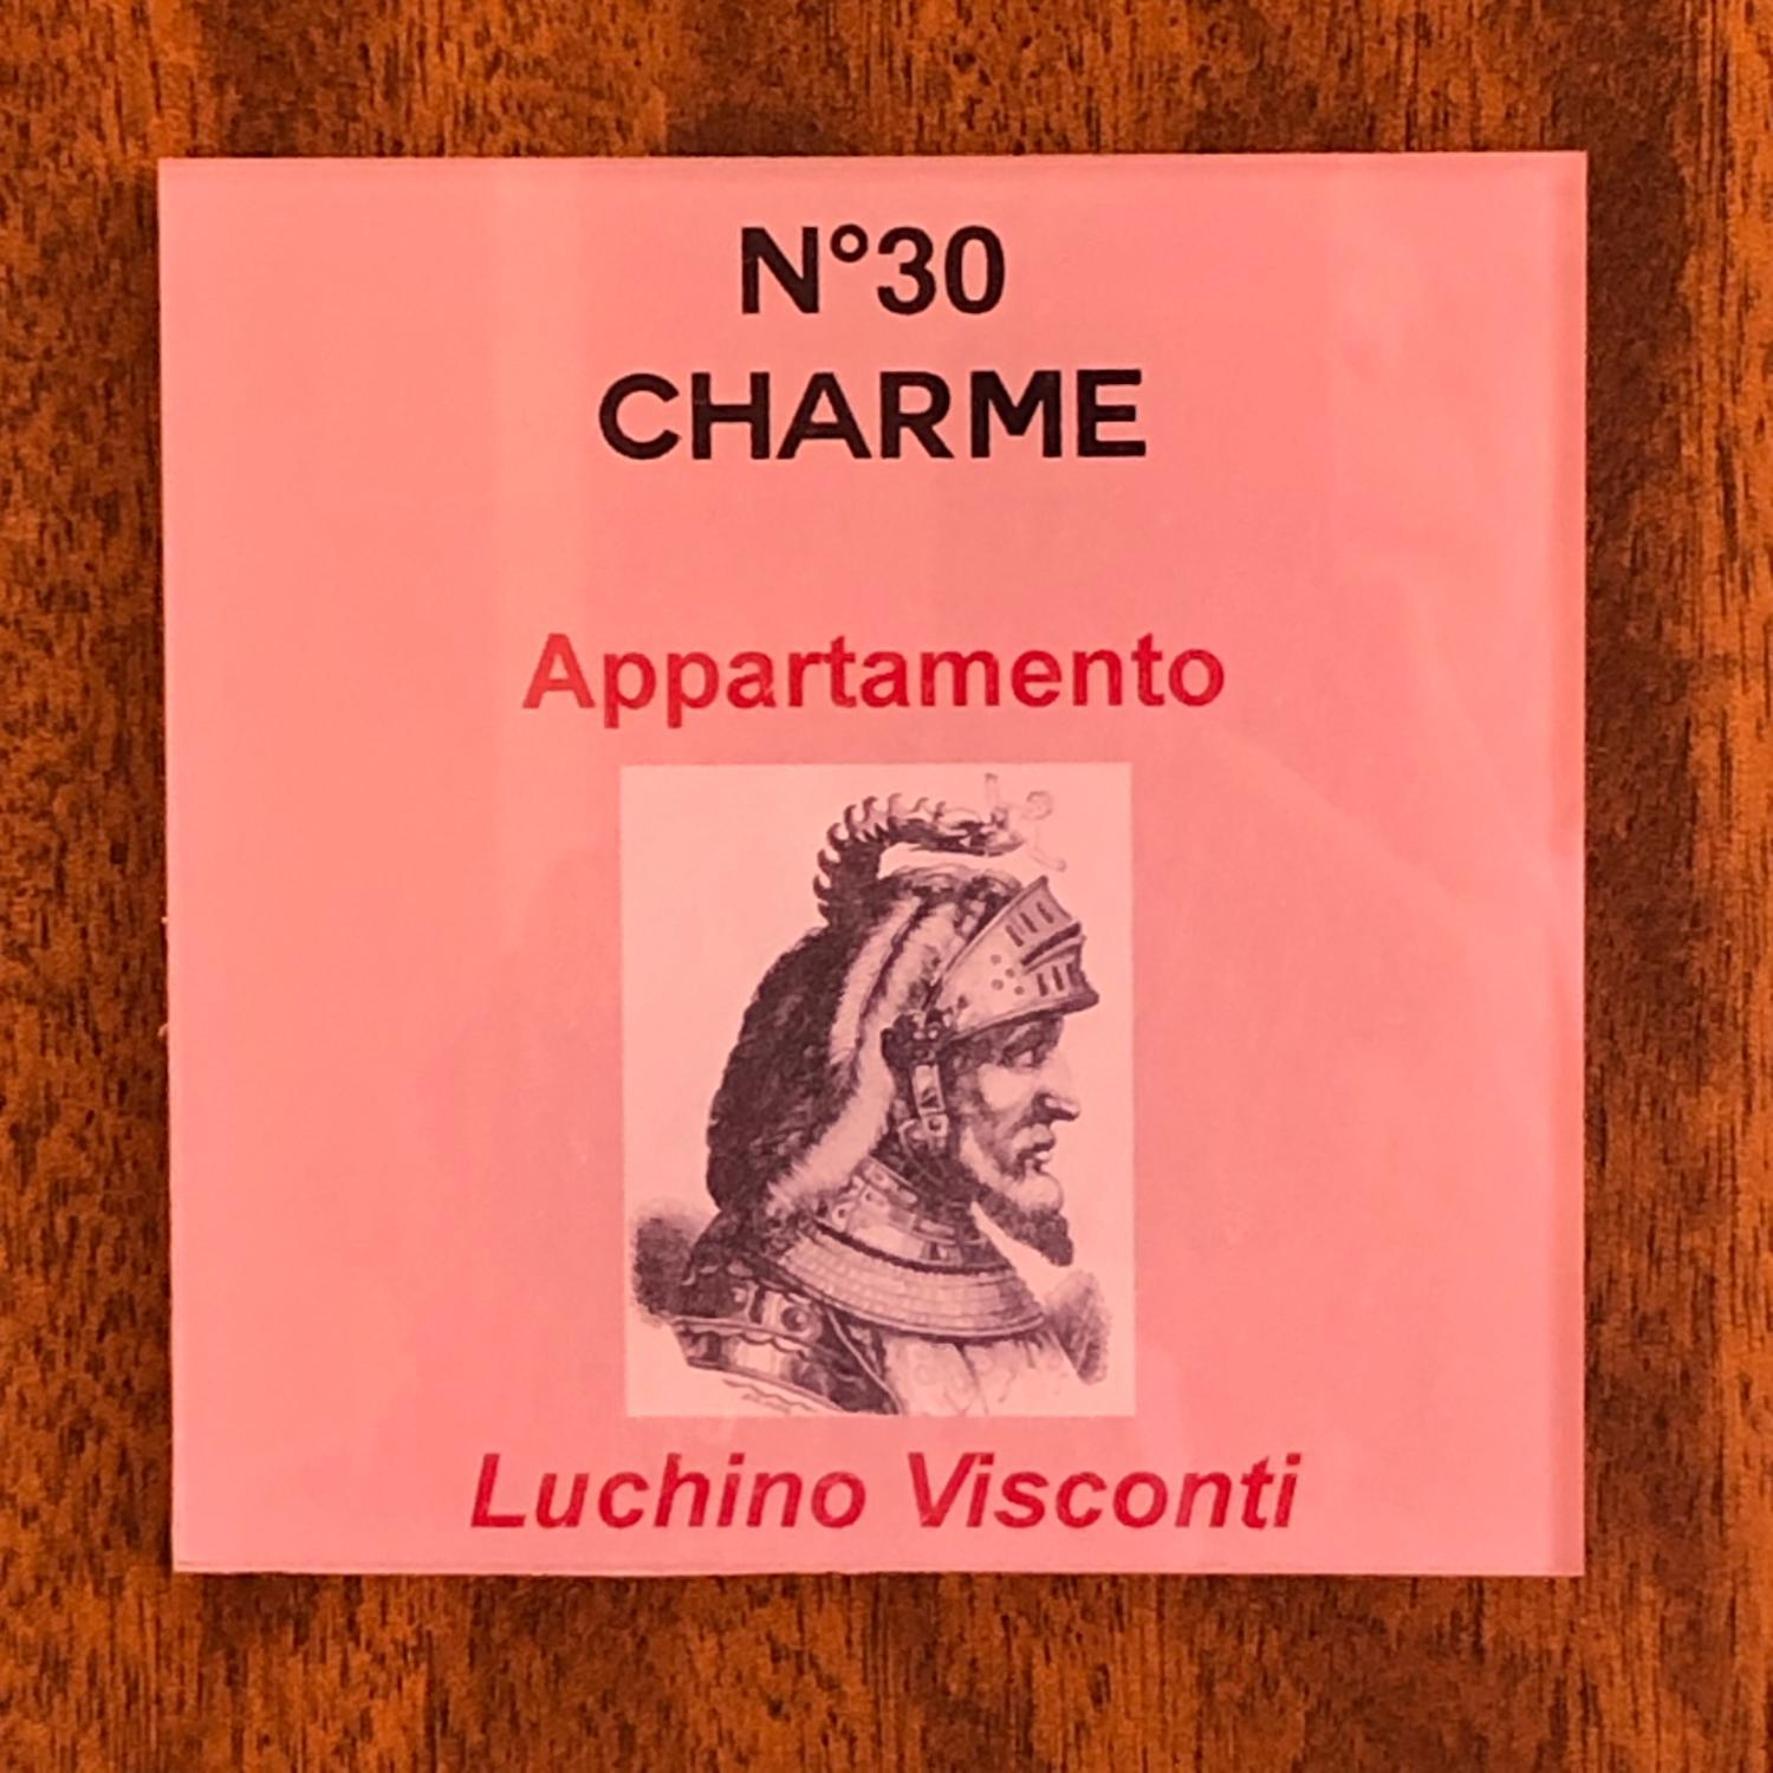 N°30
CHARME
Appartamento
Luchino Visconti